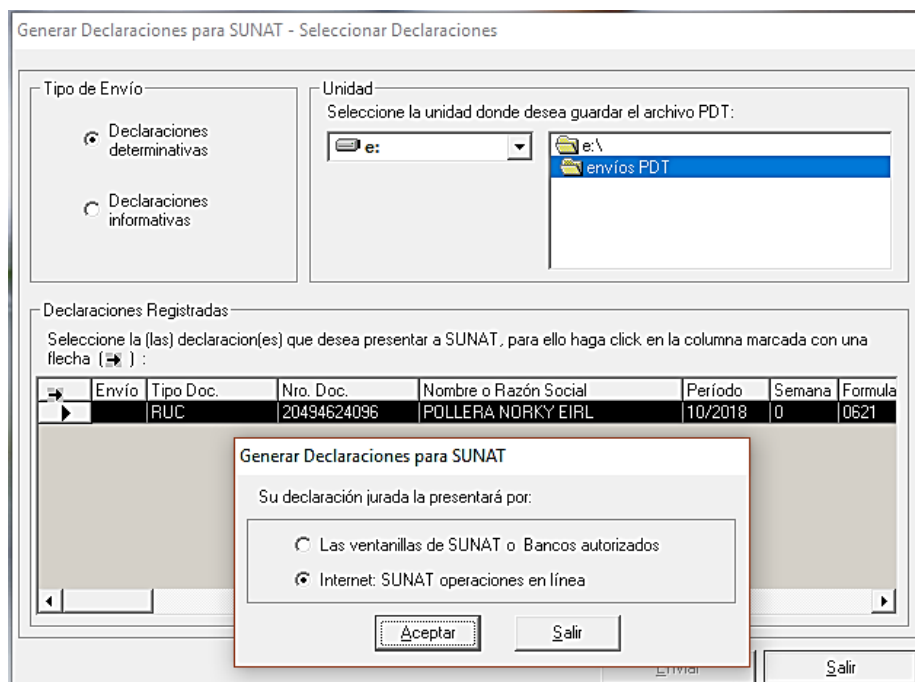 Generar Declaraciones para SUNAT - Seleccionar Declaraciones
Tipo de Envío
Declaraciones
determinativas
Declaraciones
informativas
Unidad
Seleccione la unidad donde desea guardar el archivo PDT:
e:
e:\
envíos PDT
Declaraciones Registradas
Seleccione la (las) declaracion(es) que desea presentar a SUNAT, para ello haga click en la columna marcada con una
flecha ( ) :
Envío Tipo Doc. Nro. Doc. Nombre o Razón Social Período Semana Formula
RUC 20494624096 POLLERA NORKY EIRL 10/2018 0 0621
Generar Declaraciones para SUNAT
Su declaración jurada la presentará por:
Las ventanillas de SUNAT o Bancos autorizados
Internet: SUNAT operaciones en línea
Aceptar Salir
Enviar Salir